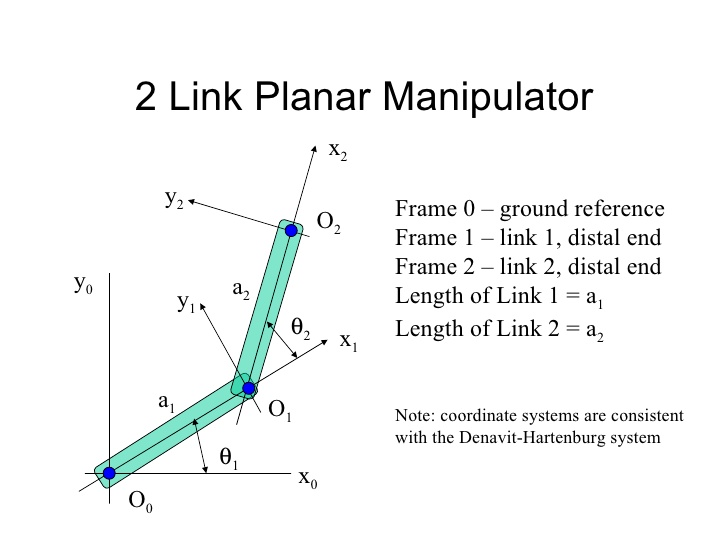 2 Link Planar Manipulator
x₂
y₂
O₂
y₀
a₂
y₁
θ₂
x₁
a₁
O₁
θ₁
x₀
O₀
Frame 0 – ground reference
Frame 1 – link 1, distal end
Frame 2 – link 2, distal end
Length of Link 1 = a₁
Length of Link 2 = a₂
Note: coordinate systems are consistent
with the Denavit-Hartenburg system